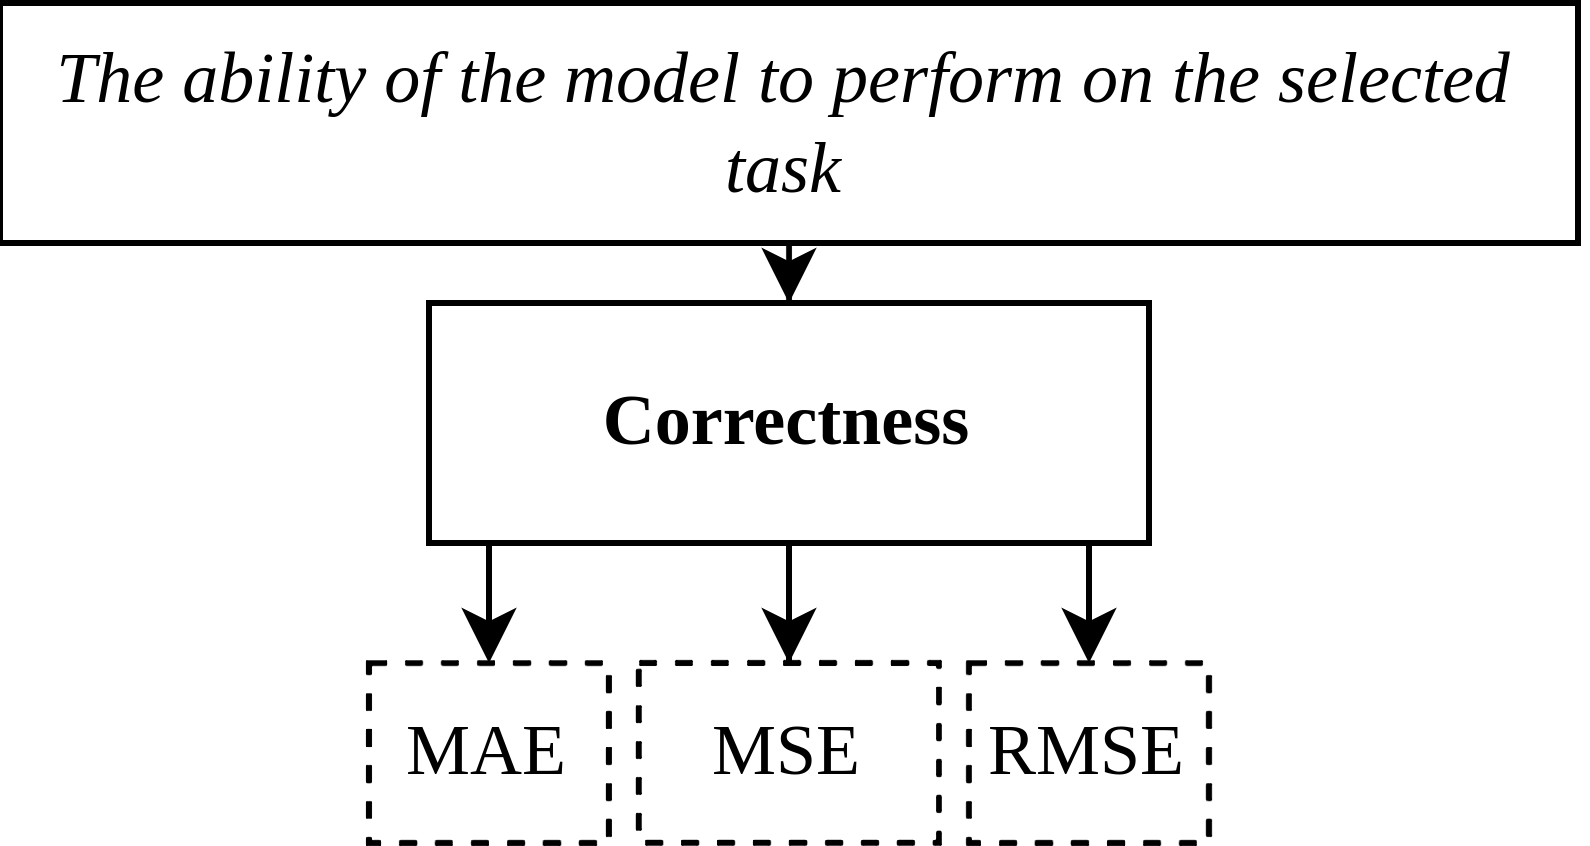 The ability of the model to perform on the selected
task
Correctness
MAE
MSE
RMSE